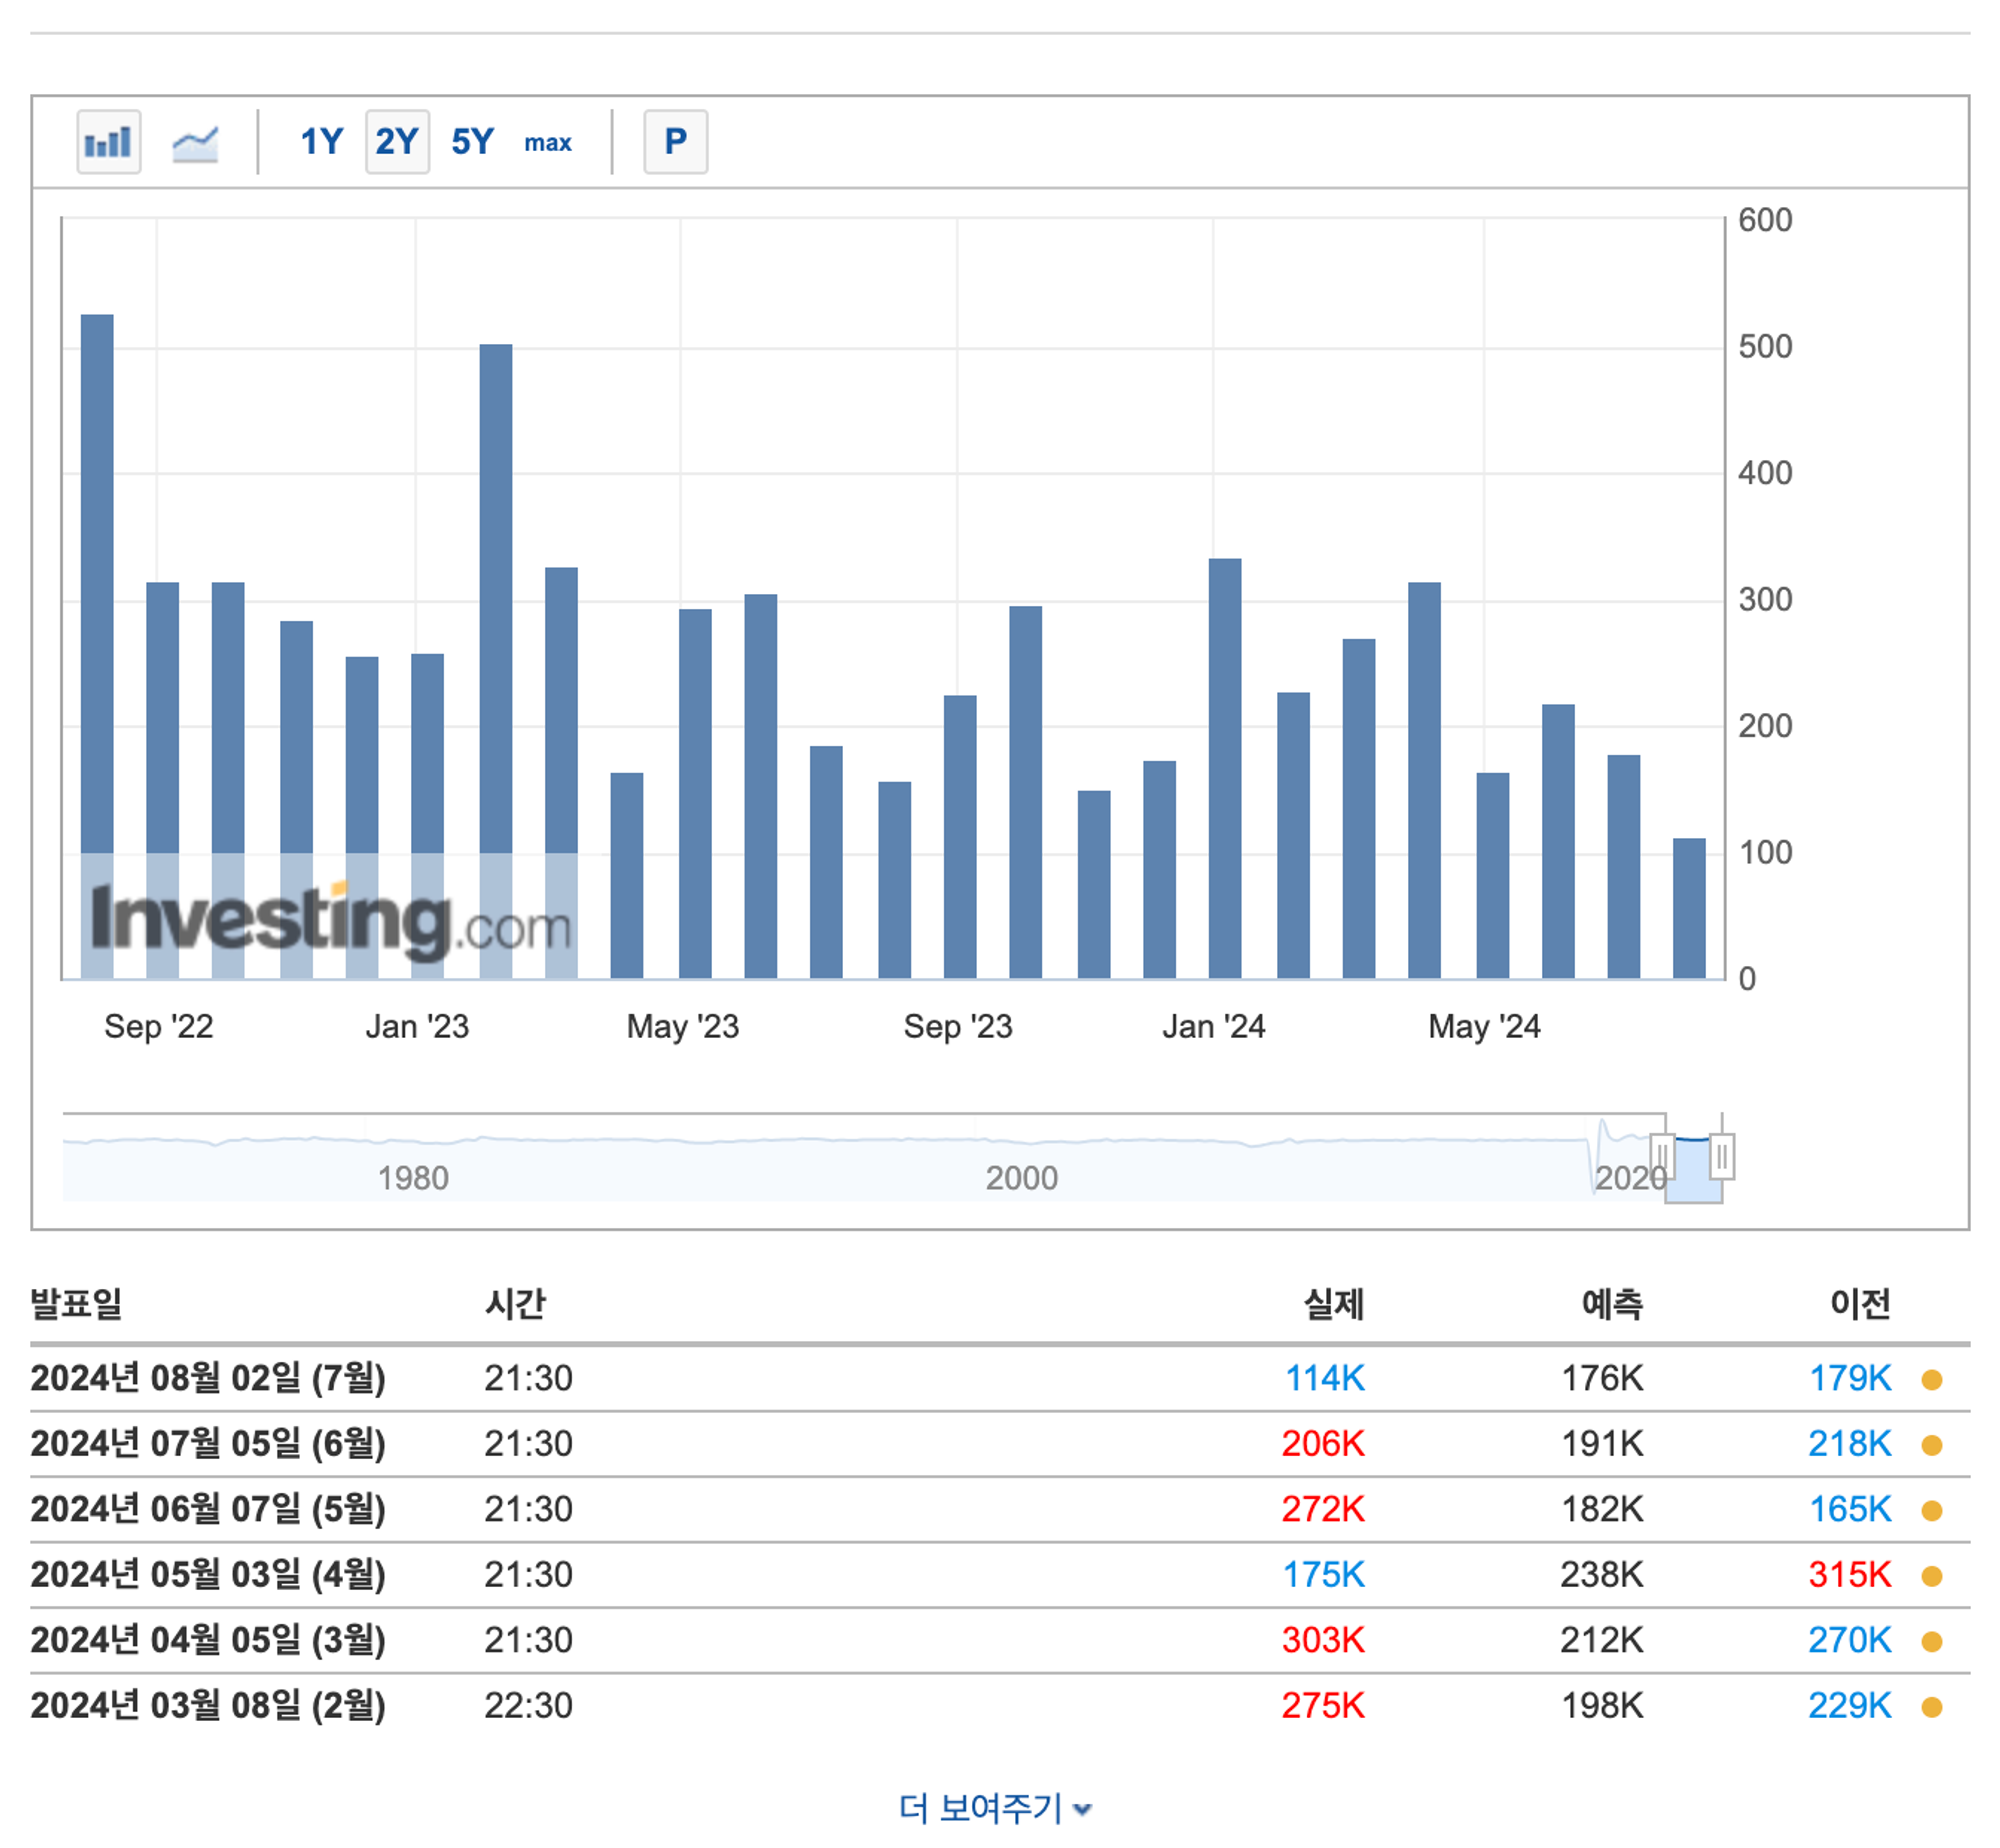 1Y 2Y 5Y max P
600
500
400
300
200
100
0
Investing.com
Sep '22 Jan '23 May '23 Sep '23 Jan '24 May '24
1980 2000 2020
발표일 시간 실제 예측 이전
2024년 08월 02일 (7월) 21:30 114K 176K 179K
2024년 07월 05일 (6월) 21:30 206K 191K 218K
2024년 06월 07일 (5월) 21:30 272K 182K 165K
2024년 05월 03일 (4월) 21:30 175K 238K 315K
2024년 04월 05일 (3월) 21:30 303K 212K 270K
2024년 03월 08일 (2월) 22:30 275K 198K 229K
더 보여주기